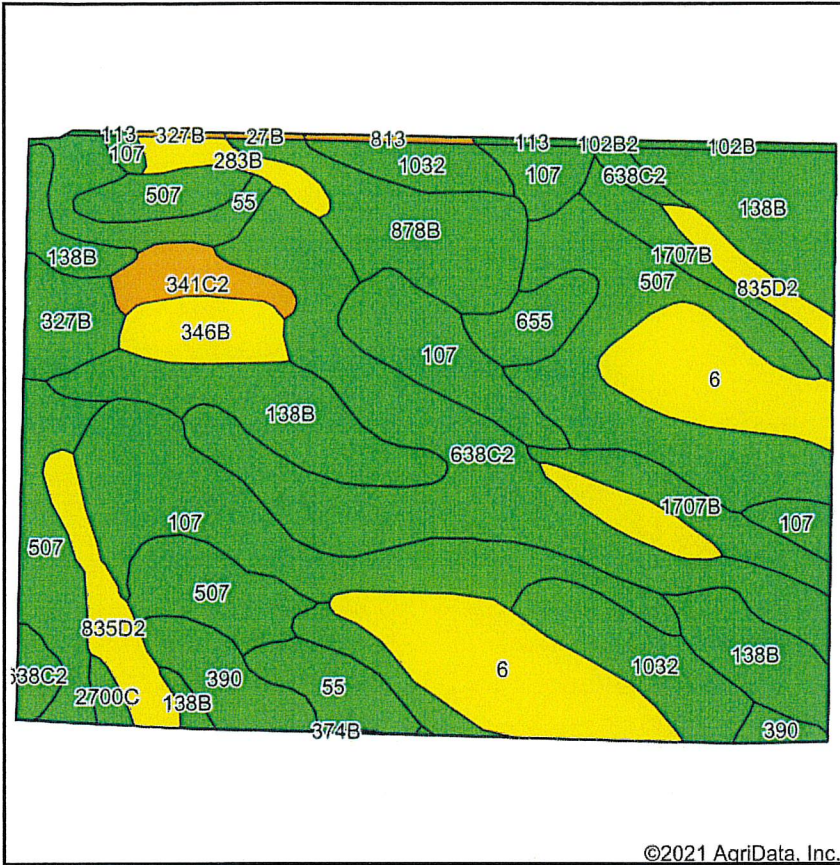 113 327B 27B 813 113 102B2 102B
107 283B 1032 107 638C2
507 55 878B 138B
138B 1707B
341C2 507 835D2
327B 346B 655
107 6
138B
638C2
1707B
107 107
507
507
835D2
638C2 390 55 6 1032 138B
2700C 138B
374B 390
©2021 AgriData, Inc.